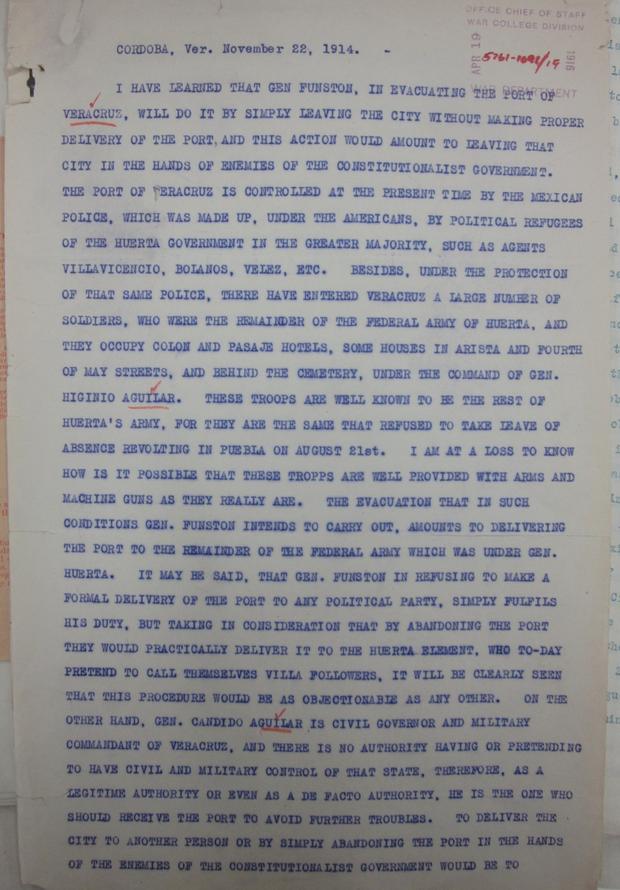 OFFICE CHIEF OF STAFF
WAR COLLEGE DIVISION
APR 19 1916
WAR DEPARTMENT
CORDOBA, Ver. November 22, 1914. -
I HAVE LEARNED THAT GEN FUNSTON, IN EVACUATING THE PORT OF
VERACRUZ, WILL DO IT BY SIMPLY LEAVING THE CITY WITHOUT MAKING PROPER
DELIVERY OF THE PORT, AND THIS ACTION WOULD AMOUNT TO LEAVING THAT
CITY IN THE HANDS OF ENEMIES OF THE CONSTITUTIONALIST GOVERNMENT.
THE PORT OF VERACRUZ IS CONTROLLED AT THE PRESENT TIME BY THE MEXICAN
POLICE, WHICH WAS MADE UP, UNDER THE AMERICANS, BY POLITICAL REFUGEES
OF THE HUERTA GOVERNMENT IN THE GREATER MAJORITY, SUCH AS AGENTS
VILLAVICENCIO, BOLANOS, VELEZ, ETC. BESIDES, UNDER THE PROTECTION
OF THAT SAME POLICE, THERE HAVE ENTERED VERACRUZ A LARGE NUMBER OF
SOLDIERS, WHO WERE THE REMAINDER OF THE FEDERAL ARMY OF HUERTA, AND
THEY OCCUPY COLON AND PASAJE HOTELS, SOME HOUSES IN ARISTA AND FOURTH
OF MAY STREETS, AND BEHIND THE CEMETERY, UNDER THE COMMAND OF GEN.
HIGINIO AGUILAR. THESE TROOPS ARE WELL KNOWN TO BE THE REST OF
HUERTA'S ARMY, FOR THEY ARE THE SAME THAT REFUSED TO TAKE LEAVE OF
ABSENCE REVOLTING IN PUEBLA ON AUGUST 21st. I AM AT A LOSS TO KNOW
HOW IS IT POSSIBLE THAT THESE TROPPS ARE WELL PROVIDED WITH ARMS AND
MACHINE GUNS AS THEY REALLY ARE. THE EVACUATION THAT IN SUCH
CONDITIONS GEN. FUNSTON INTENDS TO CARRY OUT, AMOUNTS TO DELIVERING
THE PORT TO THE REMAINDER OF THE FEDERAL ARMY WHICH WAS UNDER GEN.
HUERTA. IT MAY BE SAID, THAT GEN. FUNSTON IN REFUSING TO MAKE A
FORMAL DELIVERY OF THE PORT TO ANY POLITICAL PARTY, SIMPLY FULFILS
HIS DUTY, BUT TAKING IN CONSIDERATION THAT BY ABANDONING THE PORT
THEY WOULD PRACTICALLY DELIVER IT TO THE HUERTA ELEMENT, WHO TO-DAY
PRETEND TO CALL THEMSELVES VILLA FOLLOWERS, IT WILL BE CLEARLY SEEN
THAT THIS PROCEDURE WOULD BE AS OBJECTIONABLE AS ANY OTHER. ON THE
OTHER HAND, GEN. CANDIDO AGUILAR IS CIVIL GOVERNOR AND MILITARY
COMMANDANT OF VERACRUZ, AND THERE IS NO AUTHORITY HAVING OR PRETENDING
TO HAVE CIVIL AND MILITARY CONTROL OF THAT STATE, THEREFORE, AS A
LEGITIME AUTHORITY OR EVEN AS A DE FACTO AUTHORITY, HE IS THE ONE WHO
SHOULD RECEIVE THE PORT TO AVOID FURTHER TROUBLES. TO DELIVER THE
CITY TO ANOTHER PERSON OR BY SIMPLY ABANDONING THE PORT IN THE HANDS
OF THE ENEMIES OF THE CONSTITUTIONALIST GOVERNMENT WOULD BE TO